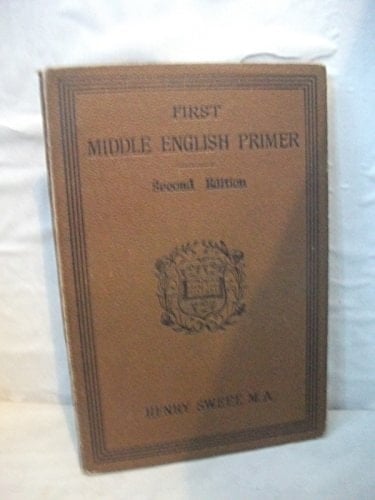 FIRST
MIDDLE ENGLISH PRIMER
Second Edition
HENRY SWEET, M.A.